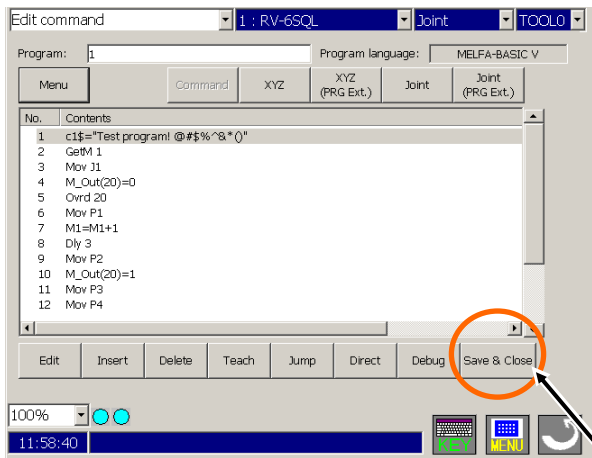 Edit command 1 : RV-6SQL Joint TOOL0
Program: 1 Program language: MELFA-BASIC V
Menu Command XYZ XYZ (PRG Ext.) Joint Joint (PRG Ext.)
No. Contents
1 c1$="Test program! @#$%^&*()"
2 GetM 1
3 Mov J1
4 M_Out(20)=0
5 Ovrd 20
6 Mov P1
7 M1=M1+1
8 Dly 3
9 Mov P2
10 M_Out(20)=1
11 Mov P3
12 Mov P4
Edit Insert Delete Teach Jump Direct Debug Save & Close
100%
11:58:40 KEY MENU